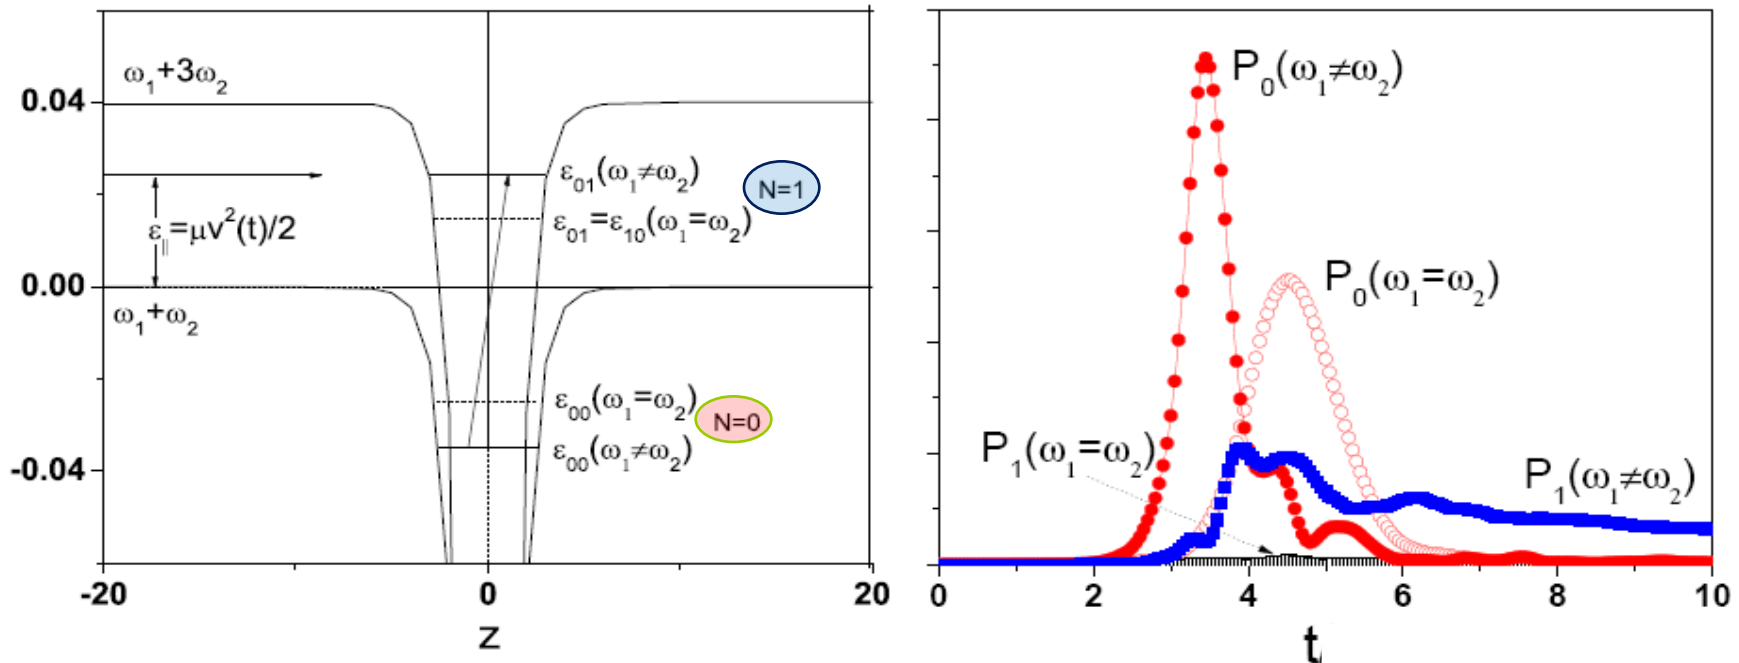 ω₁+3ω₂
0.04
ε₀₁(ω₁≠ω₂)
N=1
ε∥=μv²(t)/2
ε₀₁=ε₁₀(ω₁=ω₂)
0.00
ω₁+ω₂
ε₀₀(ω₁=ω₂)
N=0
ε₀₀(ω₁≠ω₂)
-0.04
-20
0
20
z
P₀(ω₁≠ω₂)
P₀(ω₁=ω₂)
P₁(ω₁=ω₂)
P₁(ω₁≠ω₂)
0
2
4
6
8
10
t/